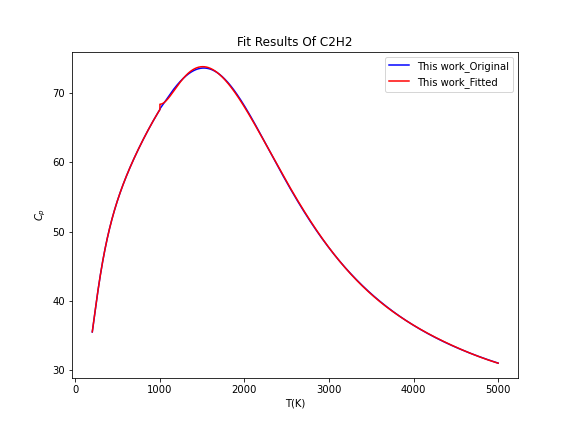 Fit Results Of C2H2
This work_Original
This work_Fitted
70
60
50
40
30
Cp
0
1000
2000
3000
4000
5000
T(K)